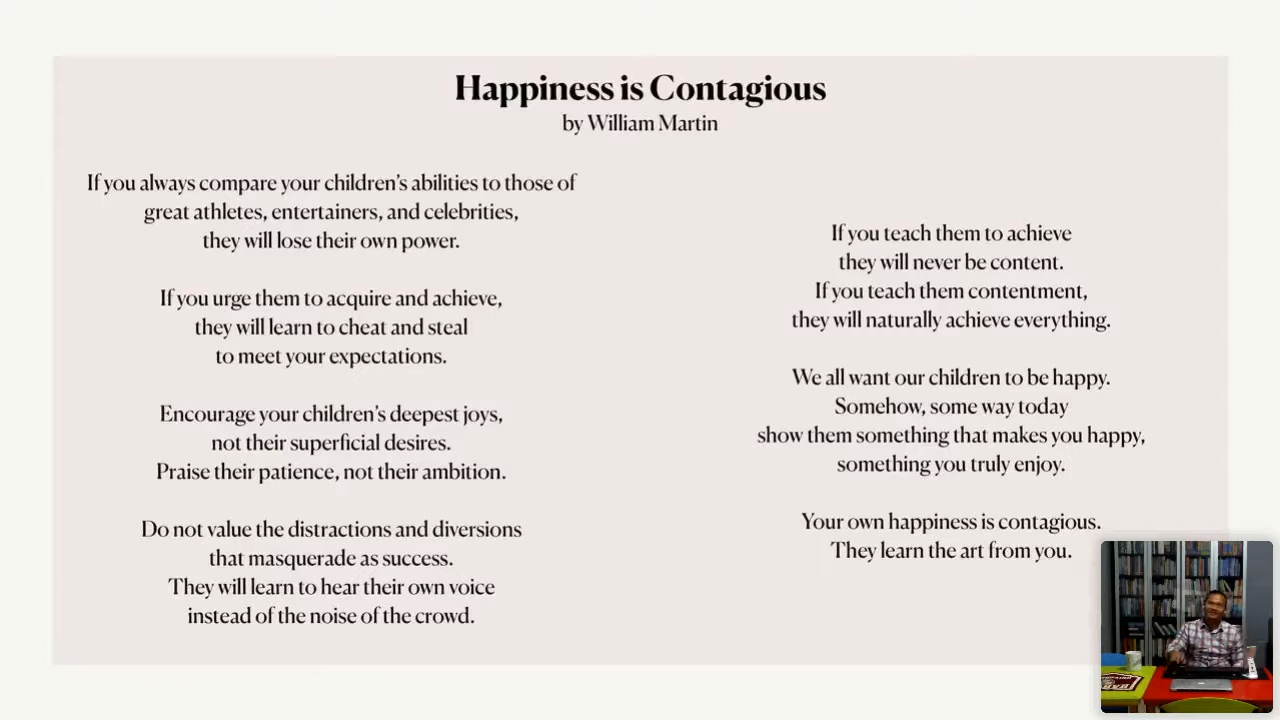 Happiness is Contagious
by William Martin
If you always compare your children's abilities to those of
great athletes, entertainers, and celebrities,
they will lose their own power.
If you urge them to acquire and achieve,
they will learn to cheat and steal
to meet your expectations.
Encourage your children's deepest joys,
not their superficial desires.
Praise their patience, not their ambition.
Do not value the distractions and diversions
that masquerade as success.
They will learn to hear their own voice
instead of the noise of the crowd.
If you teach them to achieve
they will never be content.
If you teach them contentment,
they will naturally achieve everything.
We all want our children to be happy.
Somehow, some way today
show them something that makes you happy,
something you truly enjoy.
Your own happiness is contagious.
They learn the art from you.